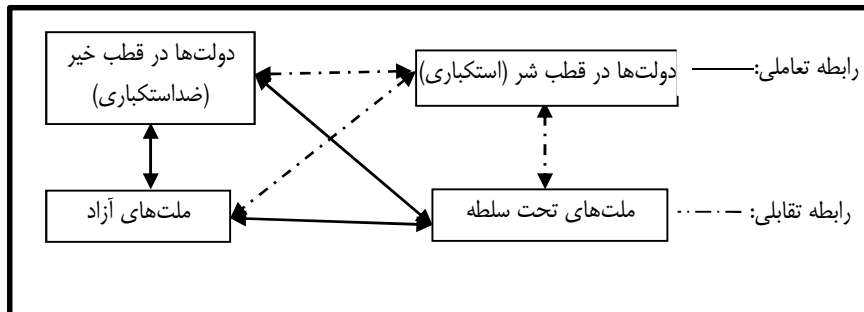 رابطه تعاملی:
دولت‌ها در قطب شر (استکباری)
دولت‌ها در قطب خیر
(ضداستکباری)
رابطه تقابلی:
ملت‌های تحت سلطه
ملت‌های آزاد